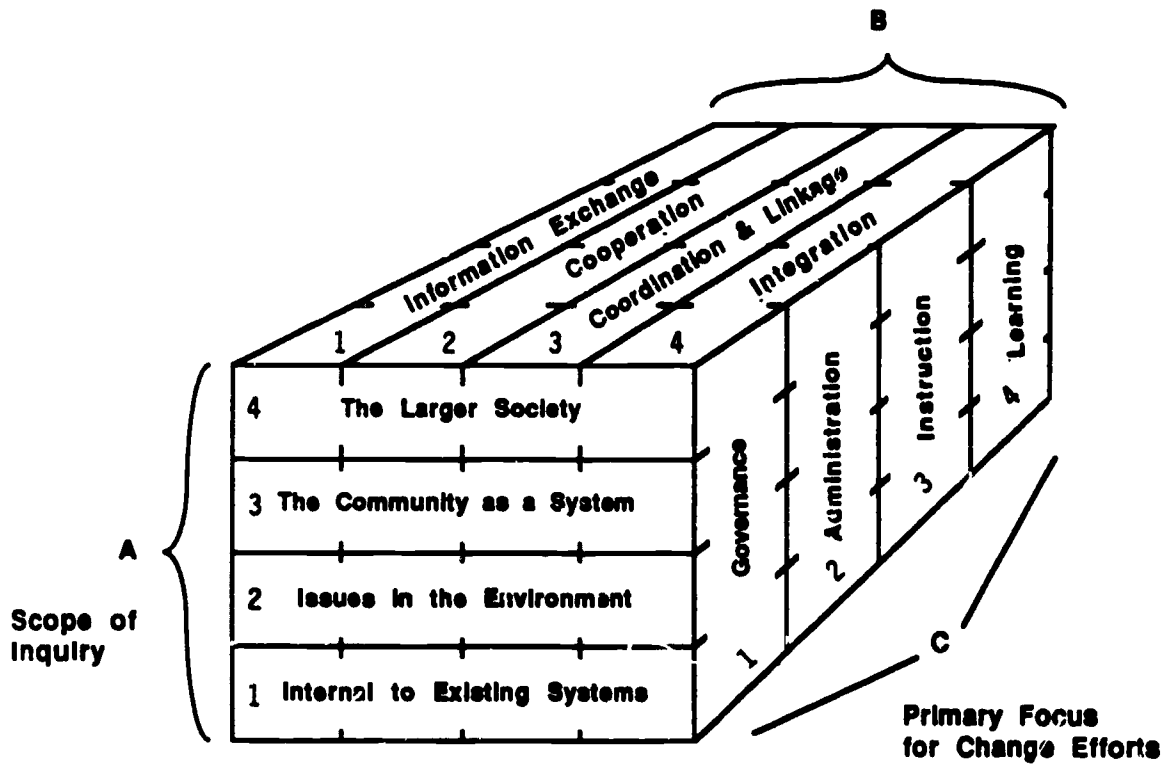 B
Information Exchange
Cooperation
Coordination & Linkage
Integration
1 2 3 4
4 The Larger Society
3 The Community as a System
2 Issues in the Environment
1 Internal to Existing Systems
A
Scope of
Inquiry
Governance
1
Administration
2
Instruction
3
Learning
4
C
Primary Focus
for Change Efforts